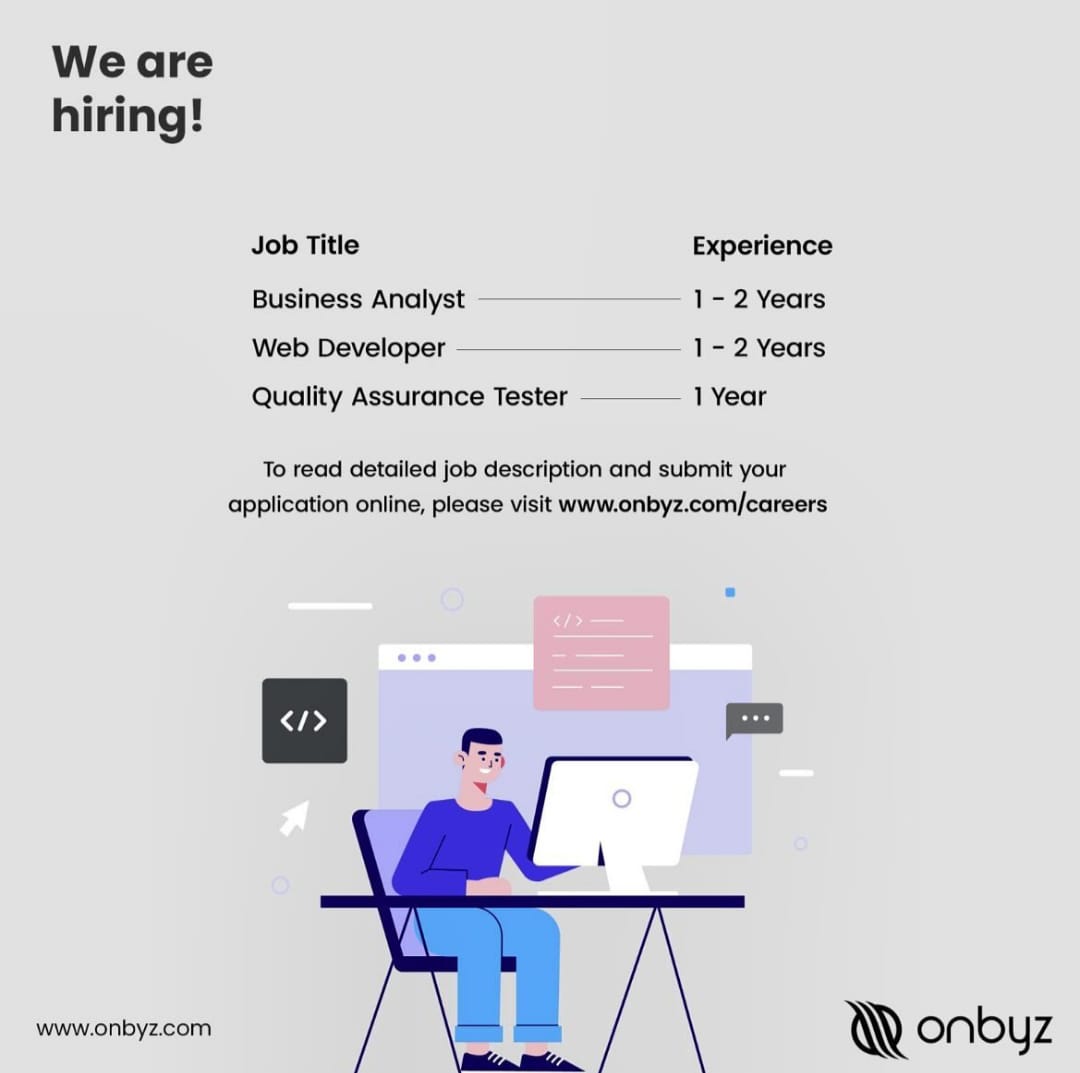 We are
hiring!
Job Title Experience
Business Analyst 1 - 2 Years
Web Developer 1 - 2 Years
Quality Assurance Tester 1 Year
To read detailed job description and submit your
application online, please visit www.onbyz.com/careers
</>
</>
www.onbyz.com
onbyz